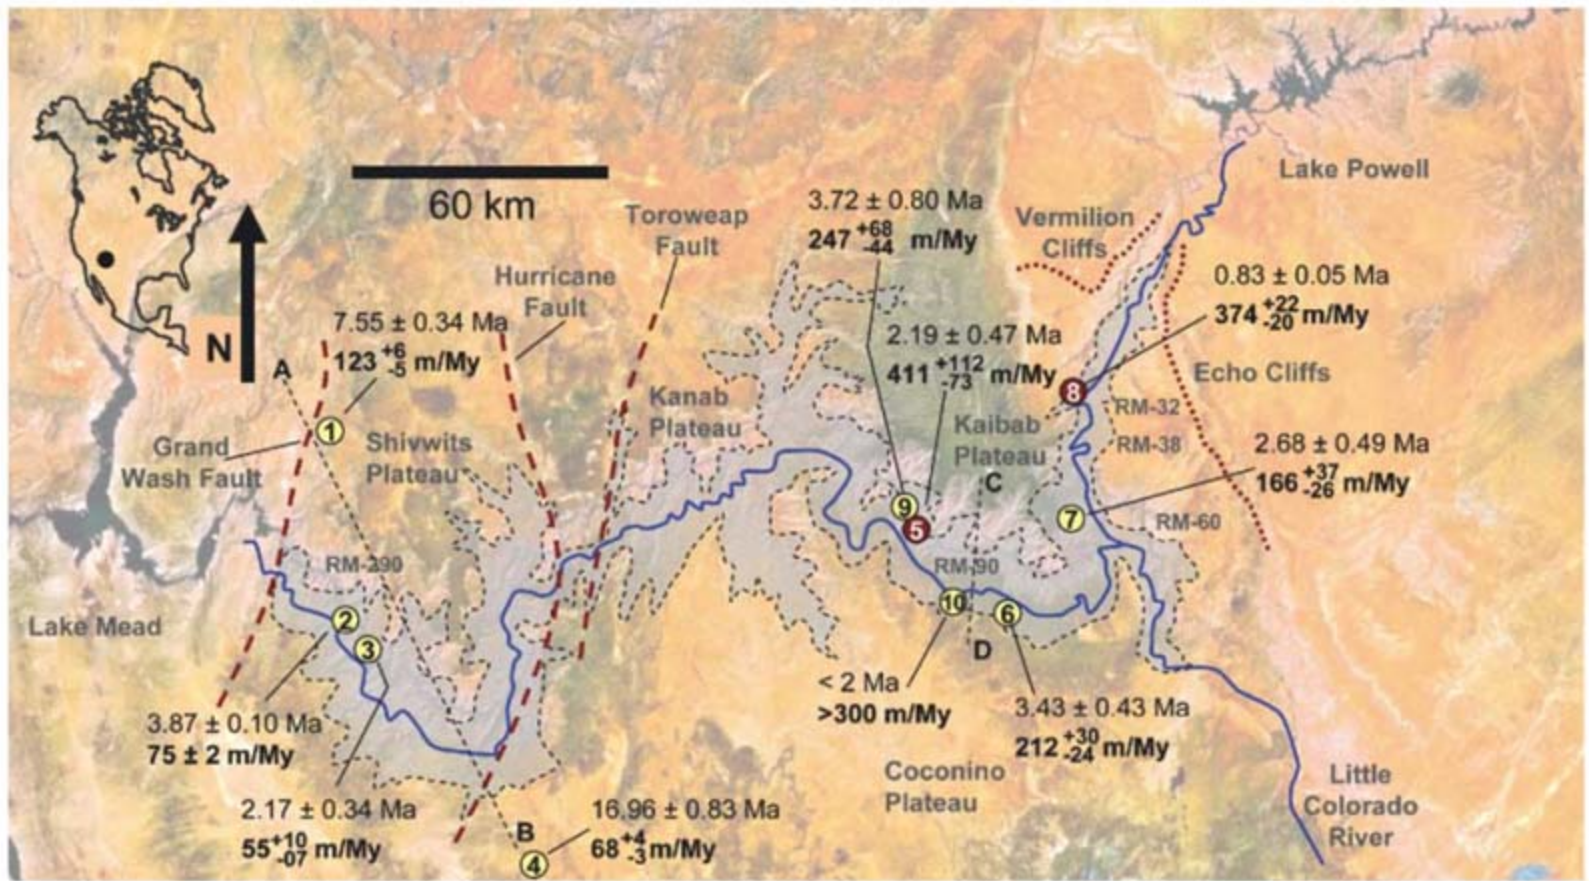 Lake Powell
60 km
3.72 ± 0.80 Ma
247 +68 -44 m/My
Toroweap
Fault
Vermilion
Cliffs
Hurricane
Fault
0.83 ± 0.05 Ma
374 +22 -20 m/My
7.55 ± 0.34 Ma
123 +6 -5 m/My
N
2.19 ± 0.47 Ma
411 +112 -73 m/My
A
Echo Cliffs
8
Kanab
Plateau
RM-32
1
Grand
Wash Fault
Shivwits
Plateau
Kaibab
Plateau
RM-38
2.68 ± 0.49 Ma
166 +37 -26 m/My
C
9
5
7
RM-60
RM-290
RM-90
2
3
10
6
Lake Mead
D
< 2 Ma
>300 m/My
3.43 ± 0.43 Ma
212 +30 -24 m/My
3.87 ± 0.10 Ma
75 ± 2 m/My
Coconino
Plateau
Little
Colorado
River
2.17 ± 0.34 Ma
55 +10 -07 m/My
16.96 ± 0.83 Ma
68 +4 -3 m/My
B
4